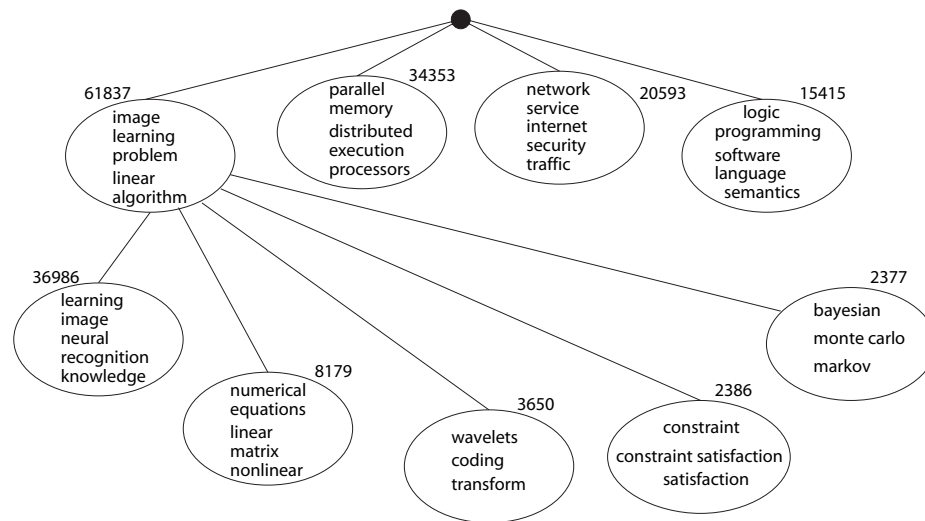 61837
image
learning
problem
linear
algorithm
34353
parallel
memory
distributed
execution
processors
20593
network
service
internet
security
traffic
15415
logic
programming
software
language
semantics
36986
learning
image
neural
recognition
knowledge
8179
numerical
equations
linear
matrix
nonlinear
3650
wavelets
coding
transform
2386
constraint
constraint satisfaction
satisfaction
2377
bayesian
monte carlo
markov